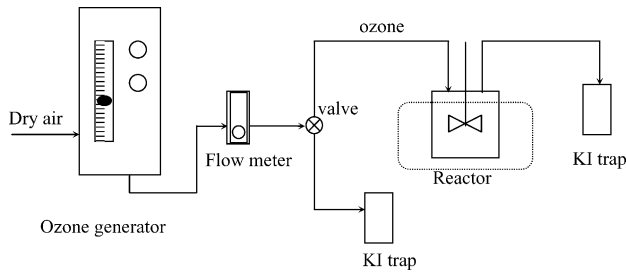 ozone
Dry air
valve
Flow meter
KI trap
Reactor
Ozone generator
KI trap